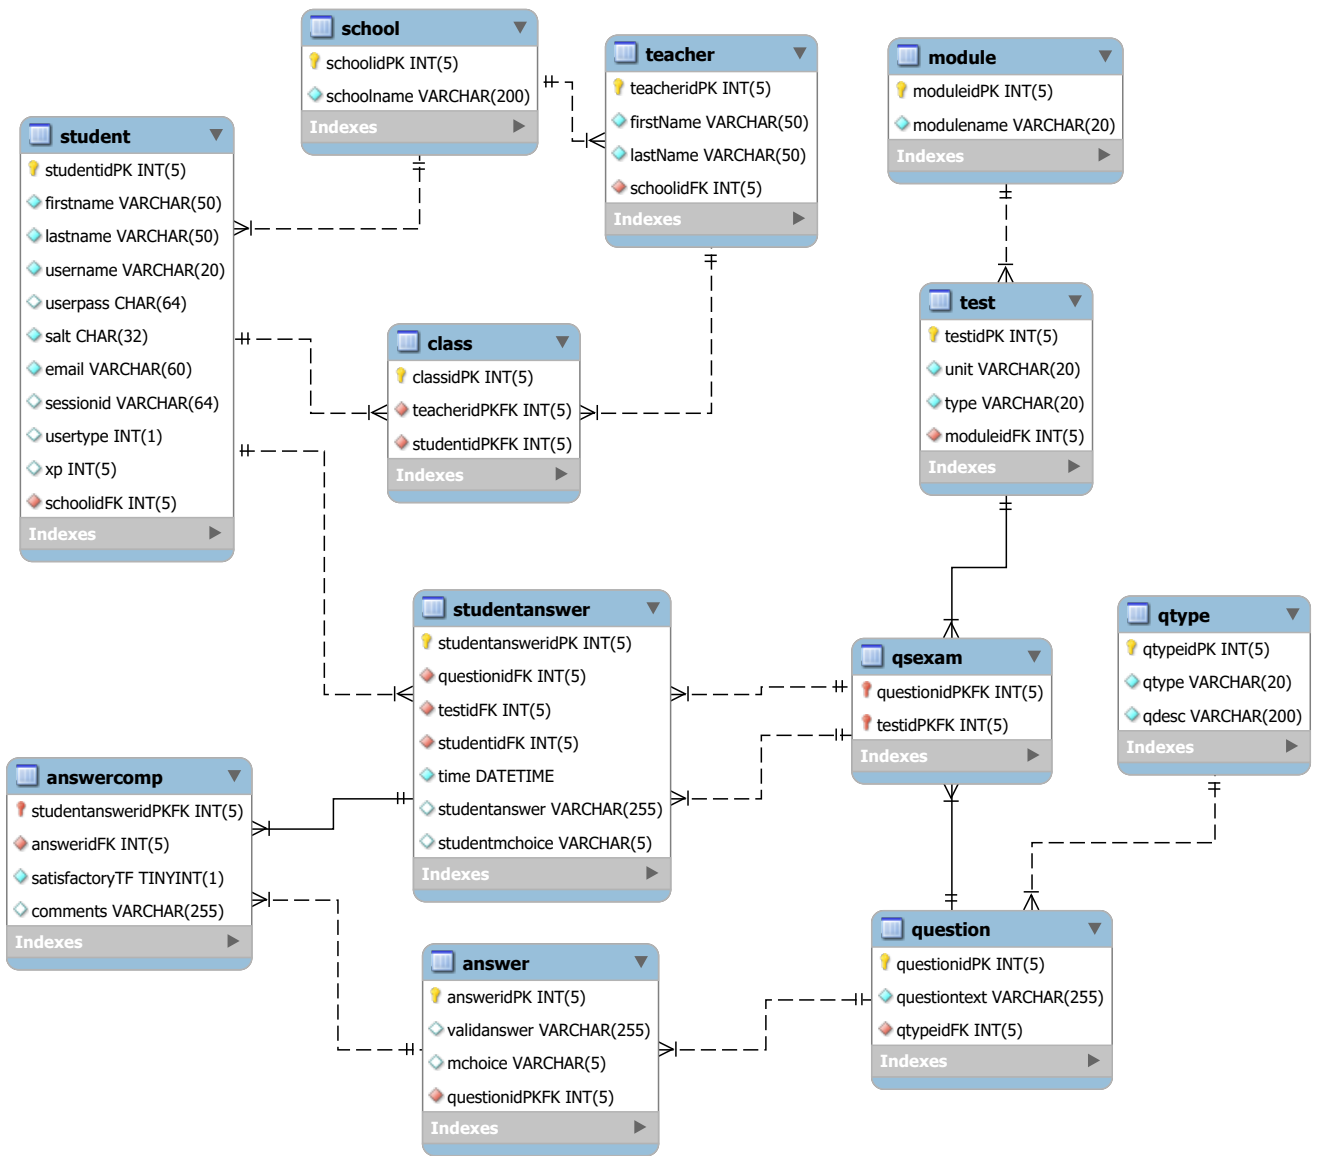 school
schoolidPK INT(5)
schoolname VARCHAR(200)
Indexes
teacher
teacheridPK INT(5)
firstName VARCHAR(50)
lastName VARCHAR(50)
schoolidFK INT(5)
Indexes
module
moduleidPK INT(5)
modulename VARCHAR(20)
Indexes
student
studentidPK INT(5)
firstname VARCHAR(50)
lastname VARCHAR(50)
username VARCHAR(20)
userpass CHAR(64)
salt CHAR(32)
email VARCHAR(60)
sessionid VARCHAR(64)
usertype INT(1)
xp INT(5)
schoolidFK INT(5)
Indexes
class
classidPK INT(5)
teacheridPKFK INT(5)
studentidPKFK INT(5)
Indexes
test
testidPK INT(5)
unit VARCHAR(20)
type VARCHAR(20)
moduleidFK INT(5)
Indexes
studentanswer
studentansweridPK INT(5)
questionidFK INT(5)
testidFK INT(5)
studentidFK INT(5)
time DATETIME
studentanswer VARCHAR(255)
studentmchoice VARCHAR(5)
Indexes
qsexam
questionidPKFK INT(5)
testidPKFK INT(5)
Indexes
qtype
qtypeidPK INT(5)
qtype VARCHAR(20)
qdesc VARCHAR(200)
Indexes
answercomp
studentansweridPKFK INT(5)
answeridFK INT(5)
satisfactoryTF TINYINT(1)
comments VARCHAR(255)
Indexes
answer
answeridPK INT(5)
validanswer VARCHAR(255)
mchoice VARCHAR(5)
questionidPKFK INT(5)
Indexes
question
questionidPK INT(5)
questiontext VARCHAR(255)
qtypeidFK INT(5)
Indexes